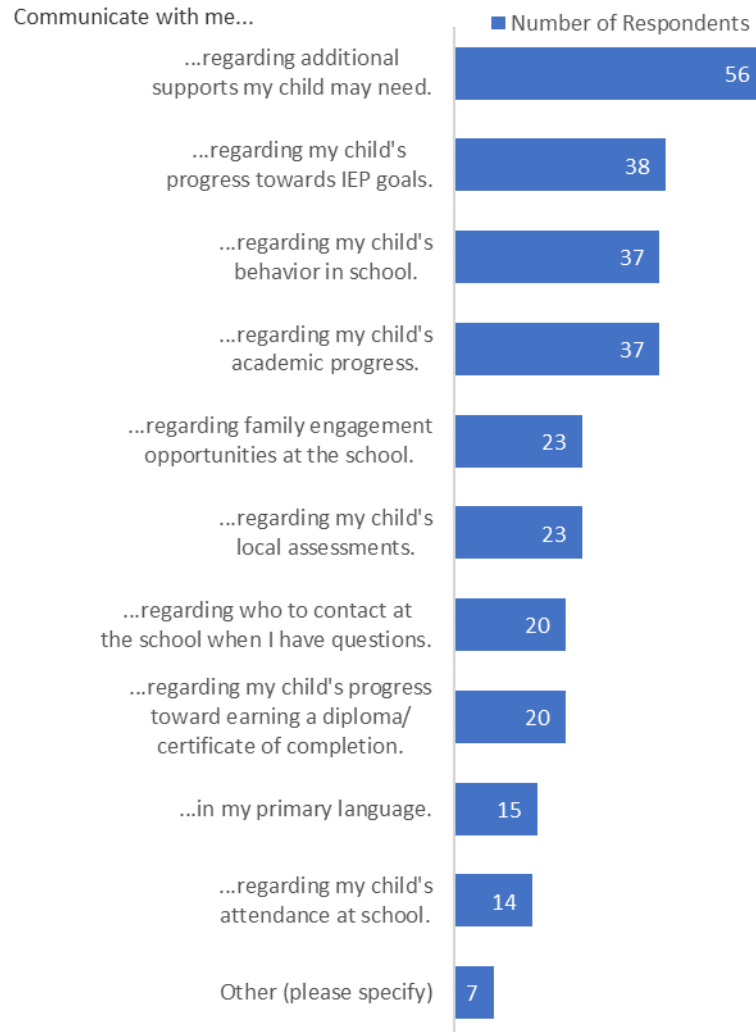 Communicate with me...
Number of Respondents
...regarding additional
supports my child may need.
56
...regarding my child's
progress towards IEP goals.
38
...regarding my child's
behavior in school.
37
...regarding my child's
academic progress.
37
...regarding family engagement
opportunities at the school.
23
...regarding my child's
local assessments.
23
...regarding who to contact at
the school when I have questions.
20
...regarding my child's progress
toward earning a diploma/
certificate of completion.
20
...in my primary language.
15
...regarding my child's
attendance at school.
14
Other (please specify)
7